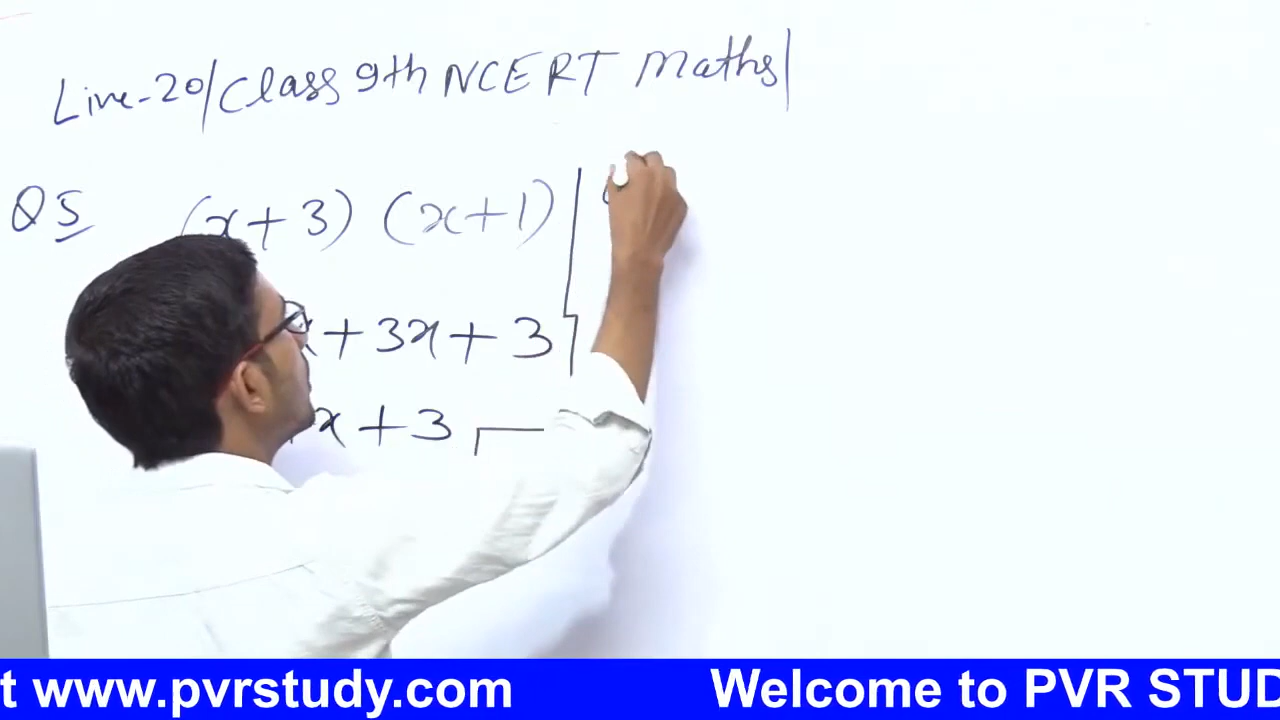 Live-20/Class 9th NCERT Maths/
Q5 (x+3) (x+1)
+3x+3
x+3
t www.pvrstudy.com Welcome to PVR STUD